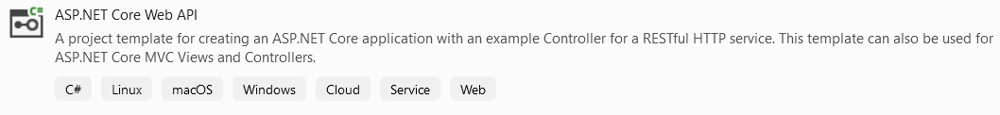 C#
ASP.NET Core Web API
A project template for creating an ASP.NET Core application with an example Controller for a RESTful HTTP service. This template can also be used for
ASP.NET Core MVC Views and Controllers.
C# Linux macOS Windows Cloud Service Web